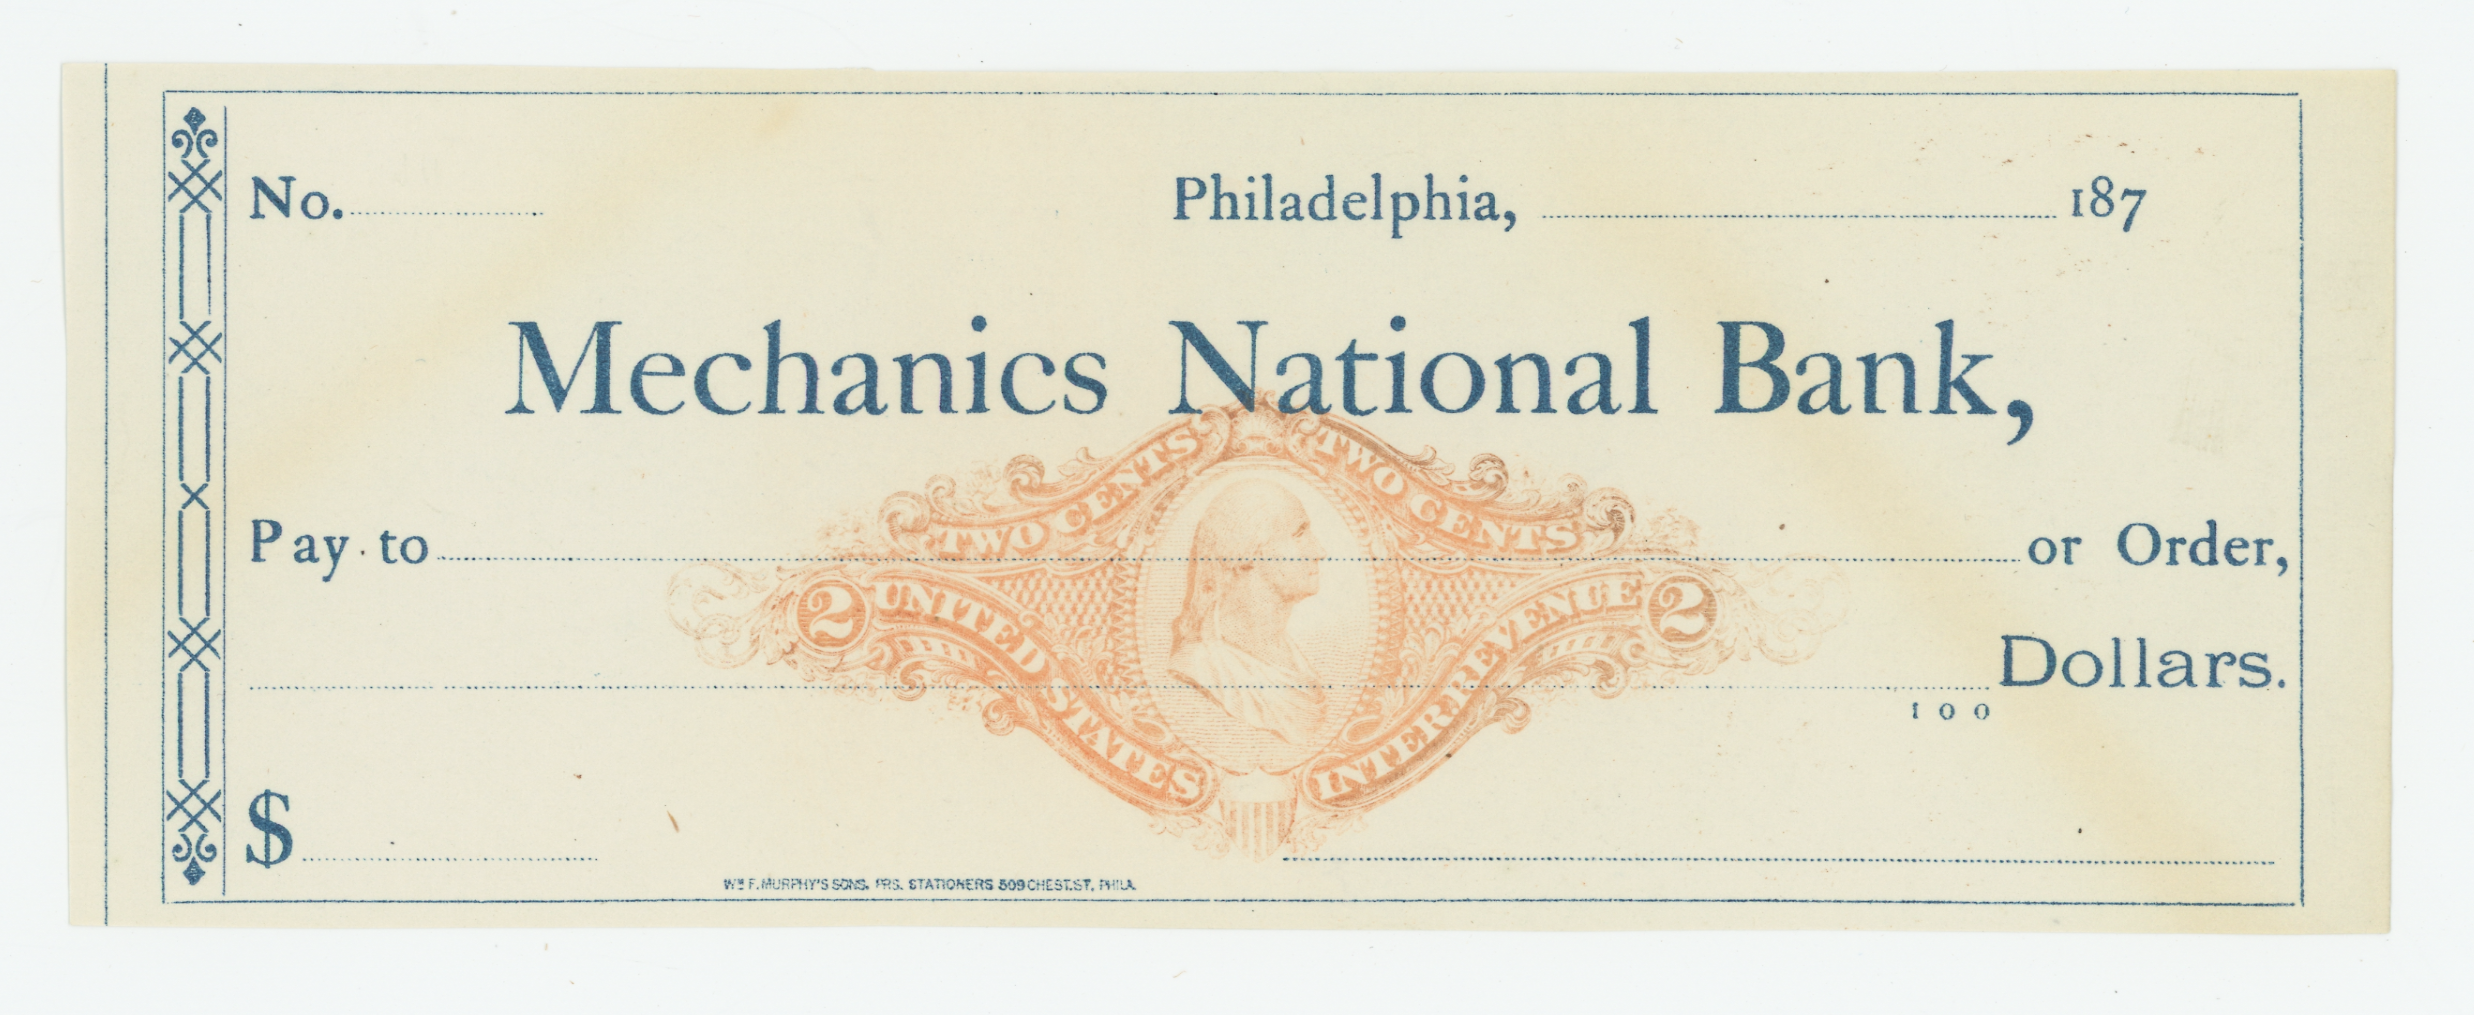 No. Philadelphia, 187
Mechanics National Bank,
TWO CENTS TWO CENTS
Pay to or Order,
2 UNITED STATES INTER. REVENUE 2
Dollars.
100
$
WM F. MURPHY'S SONS. PRS. STATIONERS 509 CHEST. ST. PHILA.